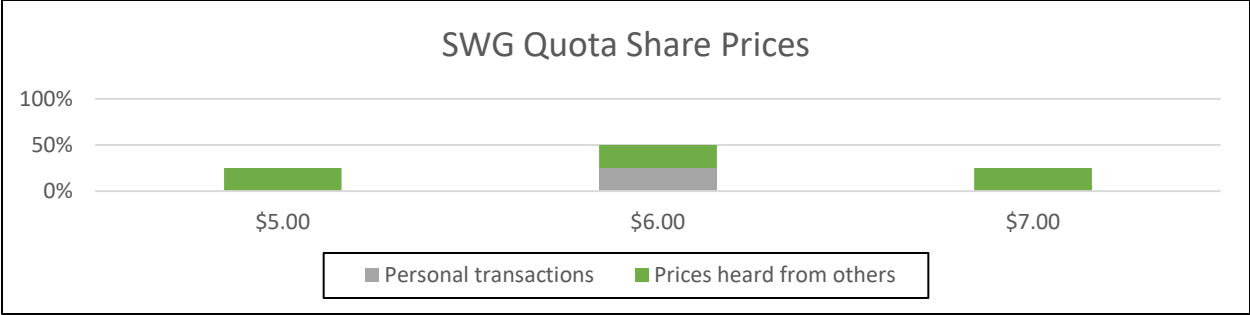 SWG Quota Share Prices
100%
50%
0%
$5.00 $6.00 $7.00
Personal transactions Prices heard from others